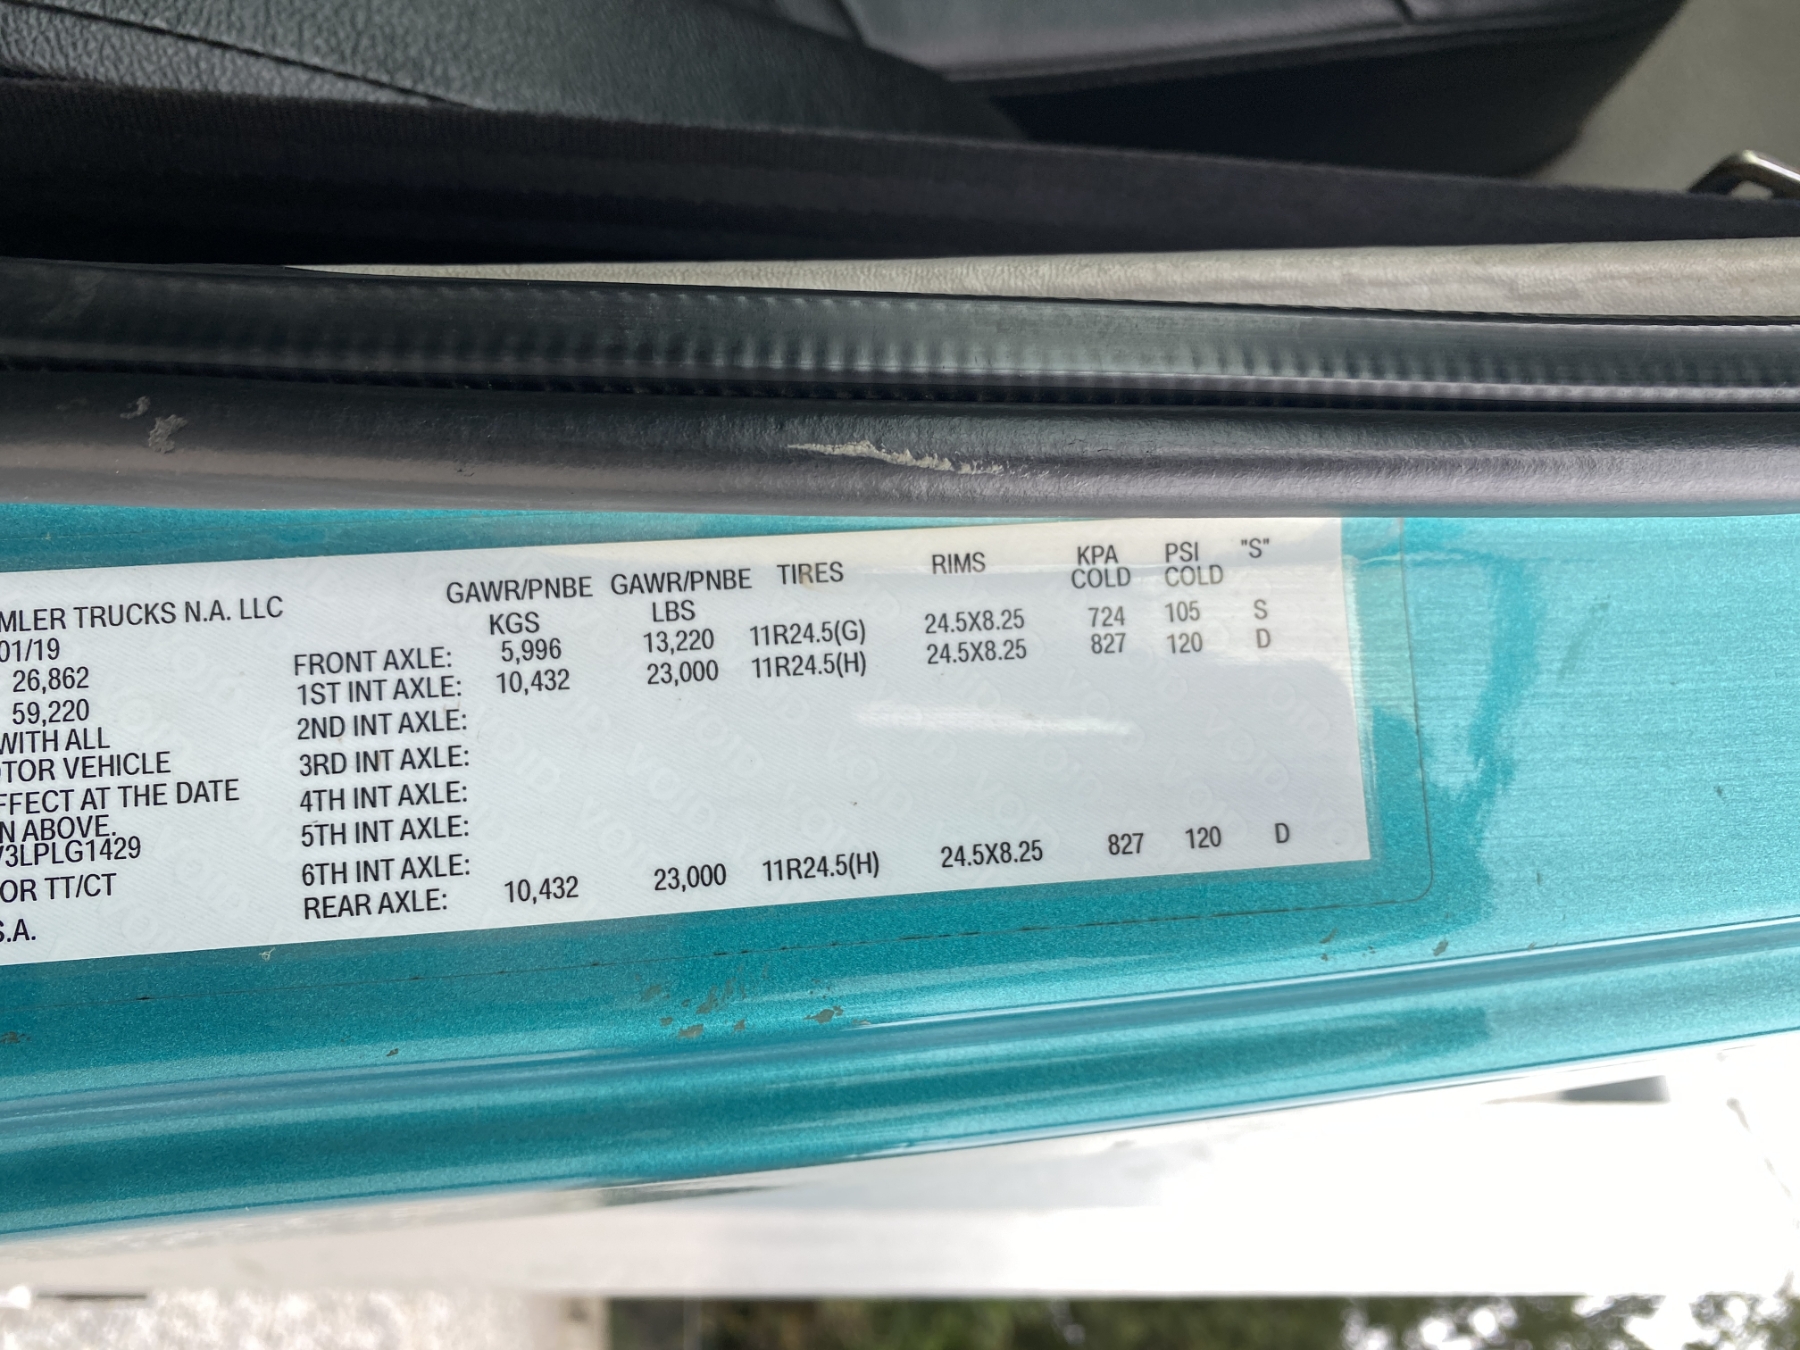 MLER TRUCKS N.A. LLC
01/19
26,862
59,220
WITH ALL
TOR VEHICLE
FFECT AT THE DATE
N ABOVE.
V3LPLG1429
OR TT/CT
S.A.
GAWR/PNBE GAWR/PNBE TIRES RIMS KPA PSI "S"
KGS LBS COLD COLD
FRONT AXLE: 5,996 13,220 11R24.5(G) 24.5X8.25 724 105 S
1ST INT AXLE: 10,432 23,000 11R24.5(H) 24.5X8.25 827 120 D
2ND INT AXLE:
3RD INT AXLE:
4TH INT AXLE:
5TH INT AXLE:
6TH INT AXLE:
REAR AXLE: 10,432 23,000 11R24.5(H) 24.5X8.25 827 120 D